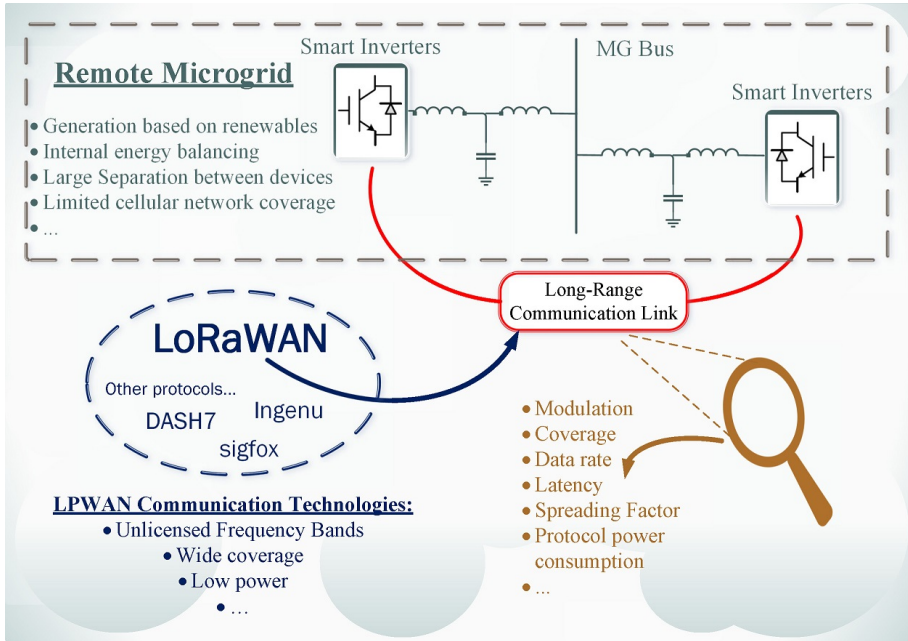 Smart Inverters
MG Bus
Remote Microgrid
Smart Inverters
• Generation based on renewables
• Internal energy balancing
• Large Separation between devices
• Limited cellular network coverage
• ...
Long-Range
Communication Link
LoRaWAN
Other protocols...
DASH7
Ingenu
sigfox
LPWAN Communication Technologies:
• Unlicensed Frequency Bands
• Wide coverage
• Low power
• ...
• Modulation
• Coverage
• Data rate
• Latency
• Spreading Factor
• Protocol power
consumption
• ...